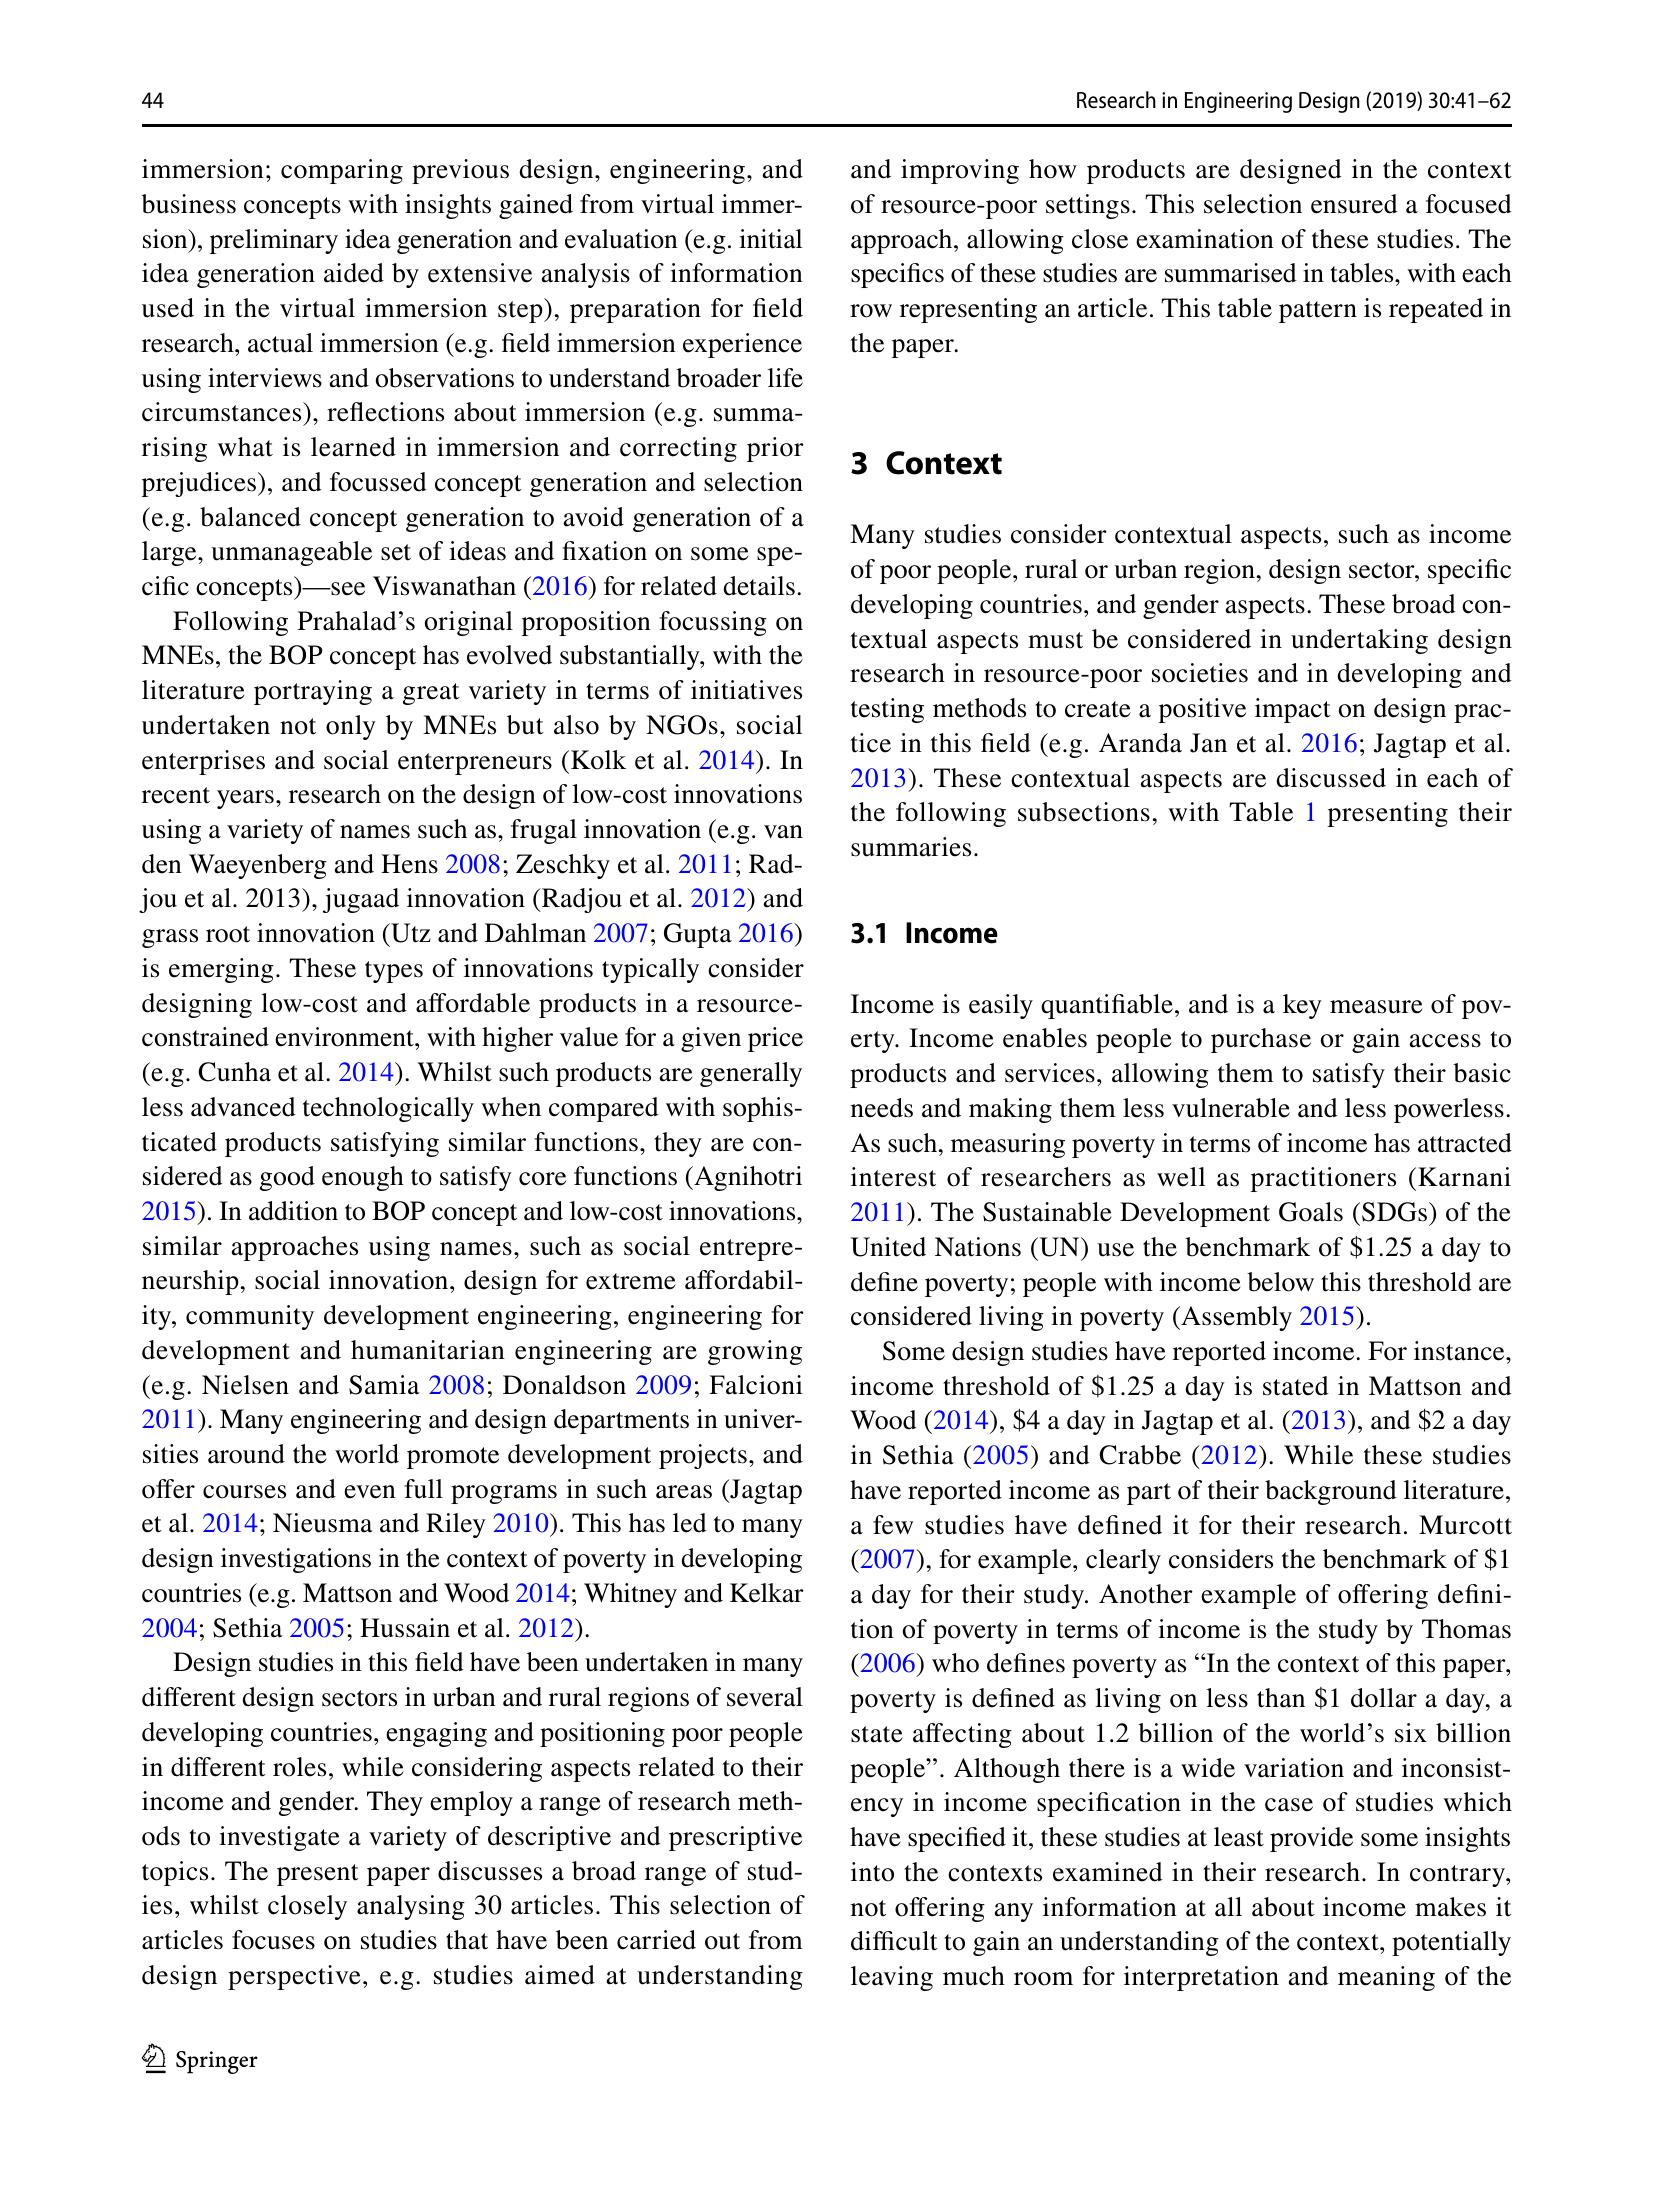 44
Research in Engineering Design (2019) 30:41–62
immersion; comparing previous design, engineering, and
business concepts with insights gained from virtual immer-
sion), preliminary idea generation and evaluation (e.g. initial
idea generation aided by extensive analysis of information
used in the virtual immersion step), preparation for field
research, actual immersion (e.g. field immersion experience
using interviews and observations to understand broader life
circumstances), reflections about immersion (e.g. summa-
rising what is learned in immersion and correcting prior
prejudices), and focussed concept generation and selection
(e.g. balanced concept generation to avoid generation of a
large, unmanageable set of ideas and fixation on some spe-
cific concepts)—see Viswanathan (2016) for related details.
Following Prahalad’s original proposition focussing on
MNEs, the BOP concept has evolved substantially, with the
literature portraying a great variety in terms of initiatives
undertaken not only by MNEs but also by NGOs, social
enterprises and social enterpreneurs (Kolk et al. 2014). In
recent years, research on the design of low-cost innovations
using a variety of names such as, frugal innovation (e.g. van
den Waeyenberg and Hens 2008; Zeschky et al. 2011; Rad-
jou et al. 2013), jugaad innovation (Radjou et al. 2012) and
grass root innovation (Utz and Dahlman 2007; Gupta 2016)
is emerging. These types of innovations typically consider
designing low-cost and affordable products in a resource-
constrained environment, with higher value for a given price
(e.g. Cunha et al. 2014). Whilst such products are generally
less advanced technologically when compared with sophis-
ticated products satisfying similar functions, they are con-
sidered as good enough to satisfy core functions (Agnihotri
2015). In addition to BOP concept and low-cost innovations,
similar approaches using names, such as social entrepre-
neurship, social innovation, design for extreme affordabil-
ity, community development engineering, engineering for
development and humanitarian engineering are growing
(e.g. Nielsen and Samia 2008; Donaldson 2009; Falcioni
2011). Many engineering and design departments in univer-
sities around the world promote development projects, and
offer courses and even full programs in such areas (Jagtap
et al. 2014; Nieusma and Riley 2010). This has led to many
design investigations in the context of poverty in developing
countries (e.g. Mattson and Wood 2014; Whitney and Kelkar
2004; Sethia 2005; Hussain et al. 2012).
Design studies in this field have been undertaken in many
different design sectors in urban and rural regions of several
developing countries, engaging and positioning poor people
in different roles, while considering aspects related to their
income and gender. They employ a range of research meth-
ods to investigate a variety of descriptive and prescriptive
topics. The present paper discusses a broad range of stud-
ies, whilst closely analysing 30 articles. This selection of
articles focuses on studies that have been carried out from
design perspective, e.g. studies aimed at understanding
and improving how products are designed in the context
of resource-poor settings. This selection ensured a focused
approach, allowing close examination of these studies. The
specifics of these studies are summarised in tables, with each
row representing an article. This table pattern is repeated in
the paper.
3 Context
Many studies consider contextual aspects, such as income
of poor people, rural or urban region, design sector, specific
developing countries, and gender aspects. These broad con-
textual aspects must be considered in undertaking design
research in resource-poor societies and in developing and
testing methods to create a positive impact on design prac-
tice in this field (e.g. Aranda Jan et al. 2016; Jagtap et al.
2013). These contextual aspects are discussed in each of
the following subsections, with Table 1 presenting their
summaries.
3.1 Income
Income is easily quantifiable, and is a key measure of pov-
erty. Income enables people to purchase or gain access to
products and services, allowing them to satisfy their basic
needs and making them less vulnerable and less powerless.
As such, measuring poverty in terms of income has attracted
interest of researchers as well as practitioners (Karnani
2011). The Sustainable Development Goals (SDGs) of the
United Nations (UN) use the benchmark of $1.25 a day to
define poverty; people with income below this threshold are
considered living in poverty (Assembly 2015).
Some design studies have reported income. For instance,
income threshold of $1.25 a day is stated in Mattson and
Wood (2014), $4 a day in Jagtap et al. (2013), and $2 a day
in Sethia (2005) and Crabbe (2012). While these studies
have reported income as part of their background literature,
a few studies have defined it for their research. Murcott
(2007), for example, clearly considers the benchmark of $1
a day for their study. Another example of offering defini-
tion of poverty in terms of income is the study by Thomas
(2006) who defines poverty as “In the context of this paper,
poverty is defined as living on less than $1 dollar a day, a
state affecting about 1.2 billion of the world’s six billion
people”. Although there is a wide variation and inconsist-
ency in income specification in the case of studies which
have specified it, these studies at least provide some insights
into the contexts examined in their research. In contrary,
not offering any information at all about income makes it
difficult to gain an understanding of the context, potentially
leaving much room for interpretation and meaning of the
Springer